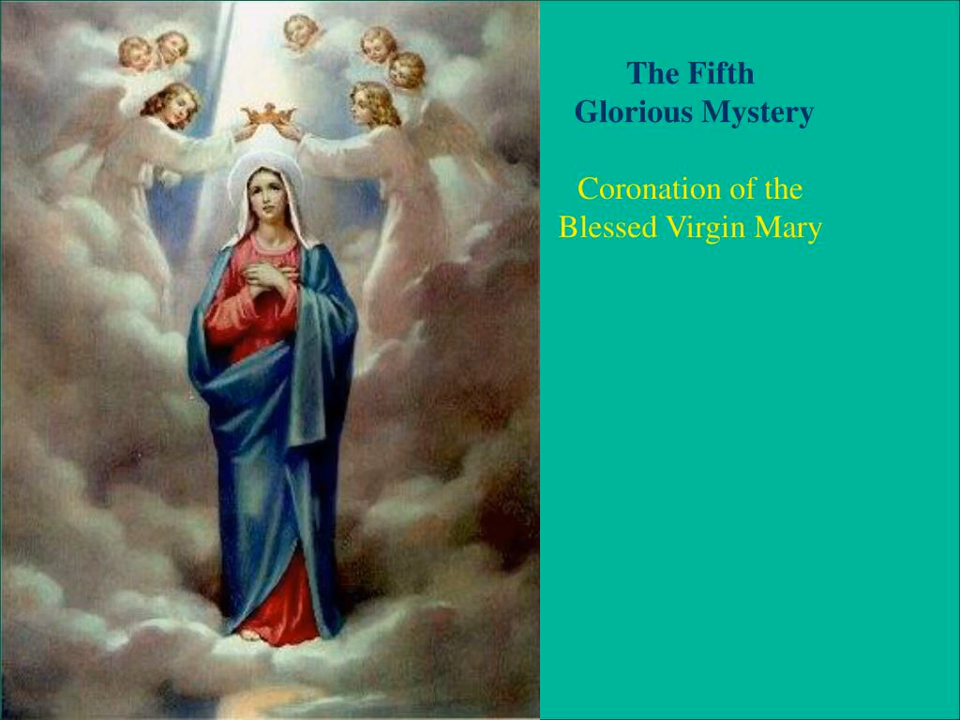 The Fifth
Glorious Mystery
Coronation of the
Blessed Virgin Mary